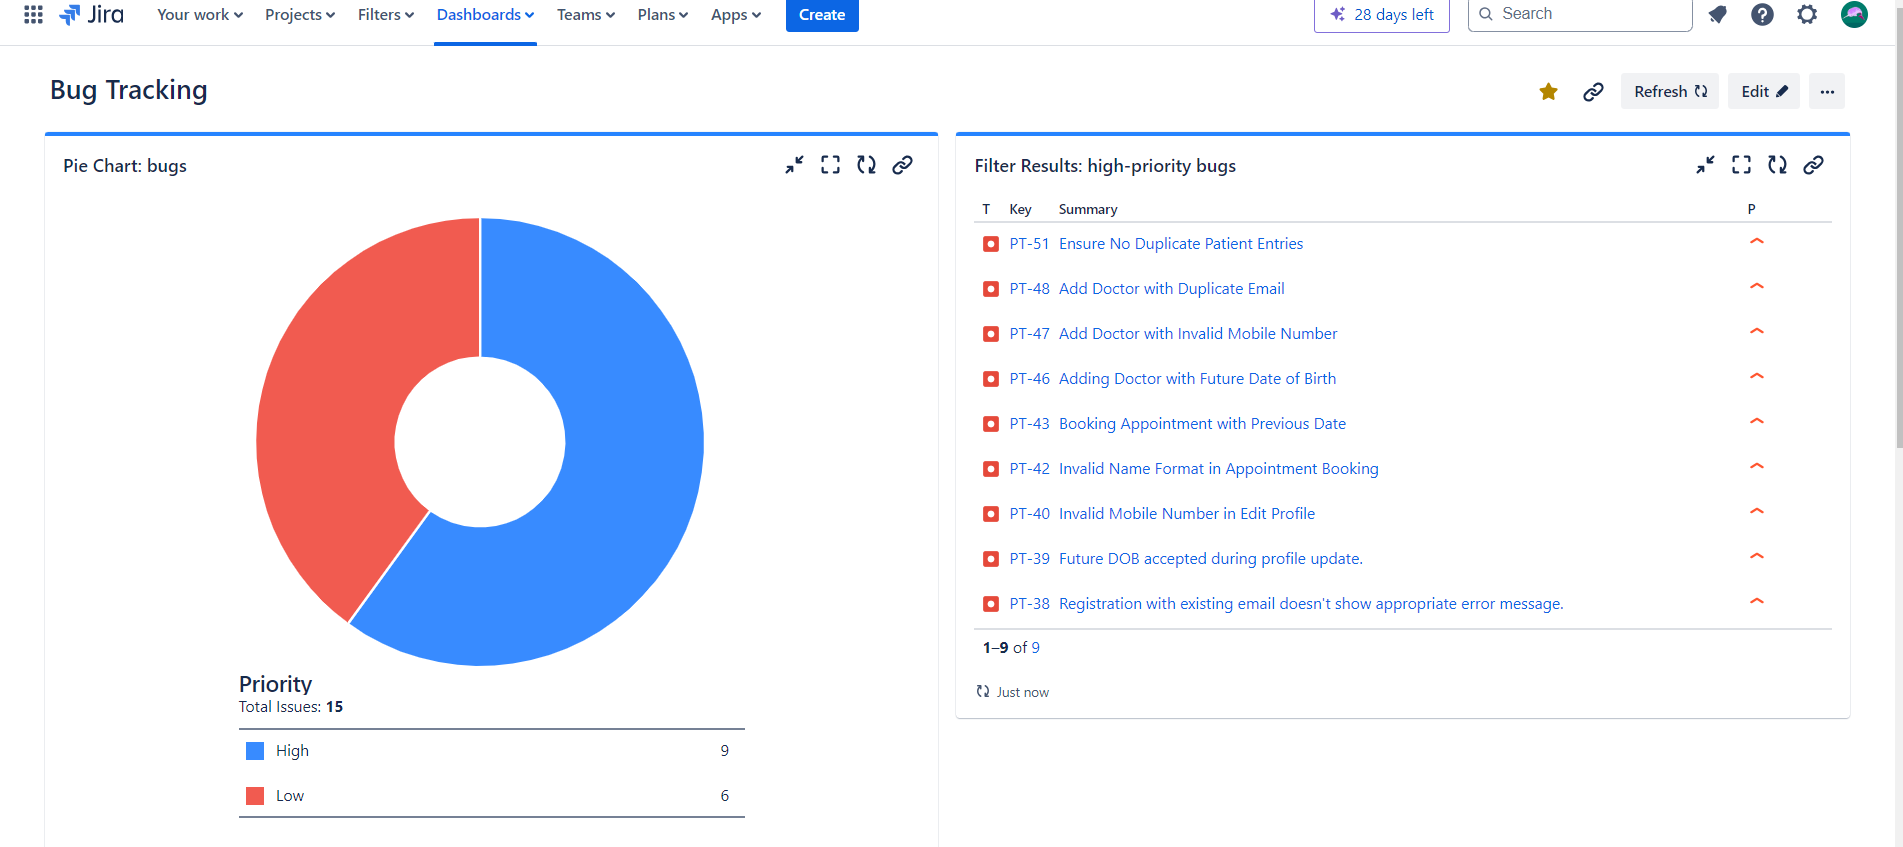 Jira Your work Projects Filters Dashboards Teams Plans Apps Create 28 days left Search
Bug Tracking
Refresh Edit
Pie Chart: bugs
Priority
Total Issues: 15
High 9
Low 6
Filter Results: high-priority bugs
T Key Summary P
PT-51 Ensure No Duplicate Patient Entries
PT-48 Add Doctor with Duplicate Email
PT-47 Add Doctor with Invalid Mobile Number
PT-46 Adding Doctor with Future Date of Birth
PT-43 Booking Appointment with Previous Date
PT-42 Invalid Name Format in Appointment Booking
PT-40 Invalid Mobile Number in Edit Profile
PT-39 Future DOB accepted during profile update.
PT-38 Registration with existing email doesn't show appropriate error message.
1–9 of 9
Just now